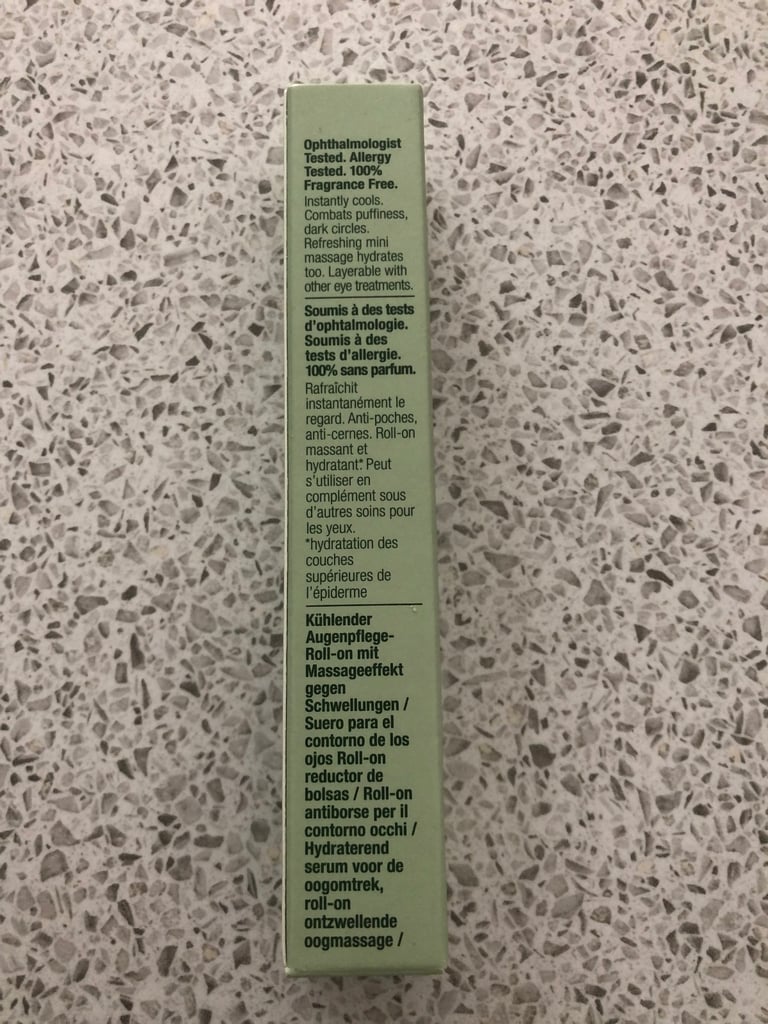 Ophthalmologist
Tested. Allergy
Tested. 100%
Fragrance Free.
Instantly cools.
Combats puffiness,
dark circles.
Refreshing mini
massage hydrates
too. Layerable with
other eye treatments.
Soumis à des tests
d'ophtalmologie.
Soumis à des
tests d'allergie.
100% sans parfum.
Rafraîchit
instantanément le
regard. Anti-poches,
anti-cernes. Roll-on
massant et
hydratant*. Peut
s'utiliser en
complément sous
d'autres soins pour
les yeux.
*hydratation des
couches
supérieures de
l'épiderme
Kühlender
Augenpflege-
Roll-on mit
Massageeffekt
gegen
Schwellungen /
Suero para el
contorno de los
ojos Roll-on
reductor de
bolsas / Roll-on
antiborse per il
contorno occhi /
Hydraterend
serum voor de
oogomtrek,
roll-on
ontzwellende
oogmassage /